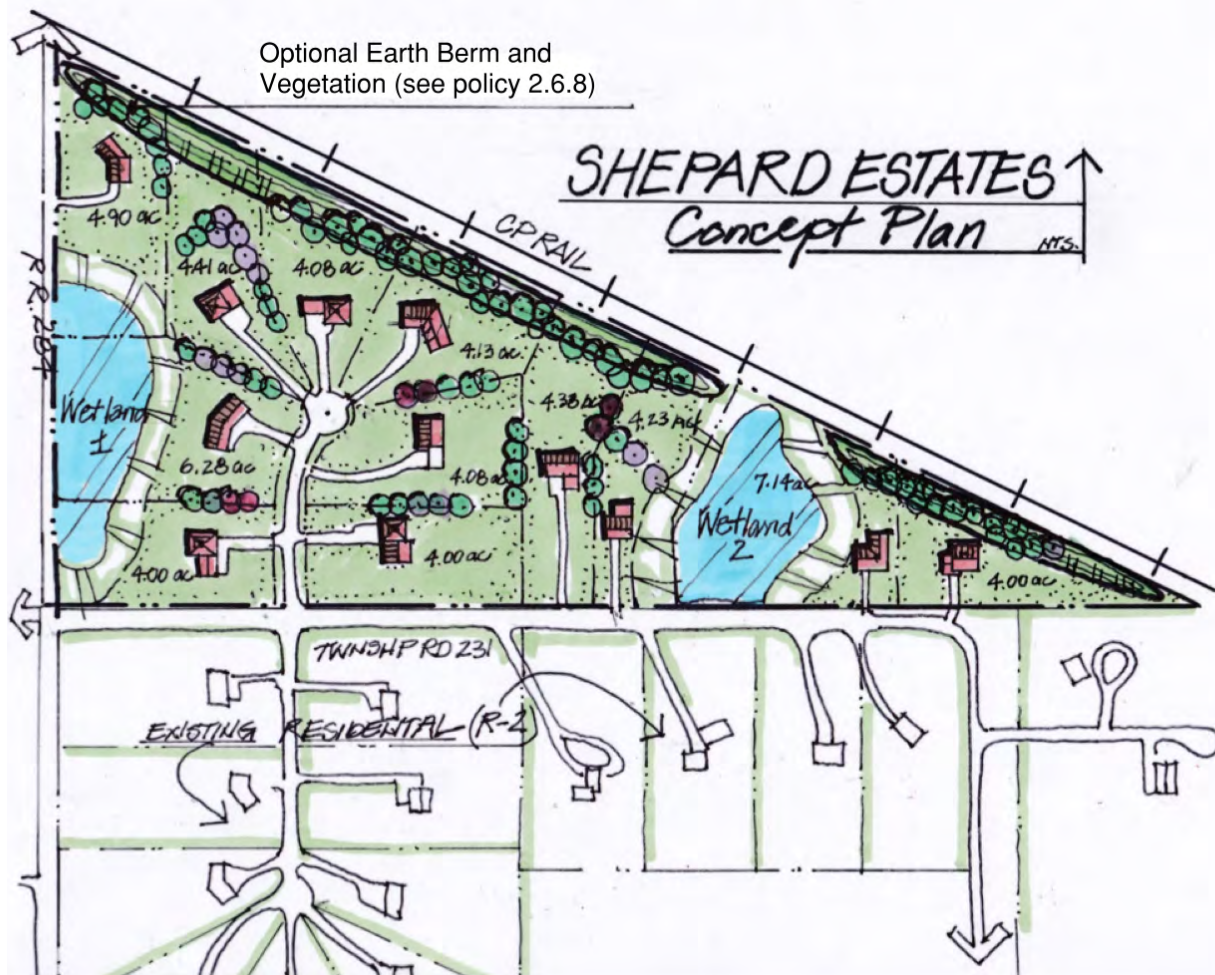 Optional Earth Berm and
Vegetation (see policy 2.6.8)
SHEPARD ESTATES
Concept Plan
N.T.S.
CP RAIL
R.R. 284
4.90 ac
4.41 ac
4.08 ac
4.13 ac
4.38 ac
4.23 ac
Wetland
1
6.28 ac
4.08 ac
7.14 ac
Wetland
2
4.00 ac
4.00 ac
4.00 ac
TWNSHP RD 231
EXISTING RESIDENTAL (R-2